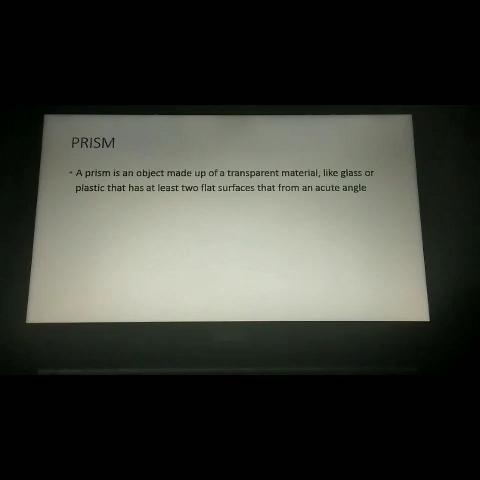 PRISM
- A prism is an object made up of a transparent material, like glass or
plastic that has at least two flat surfaces that from an acute angle